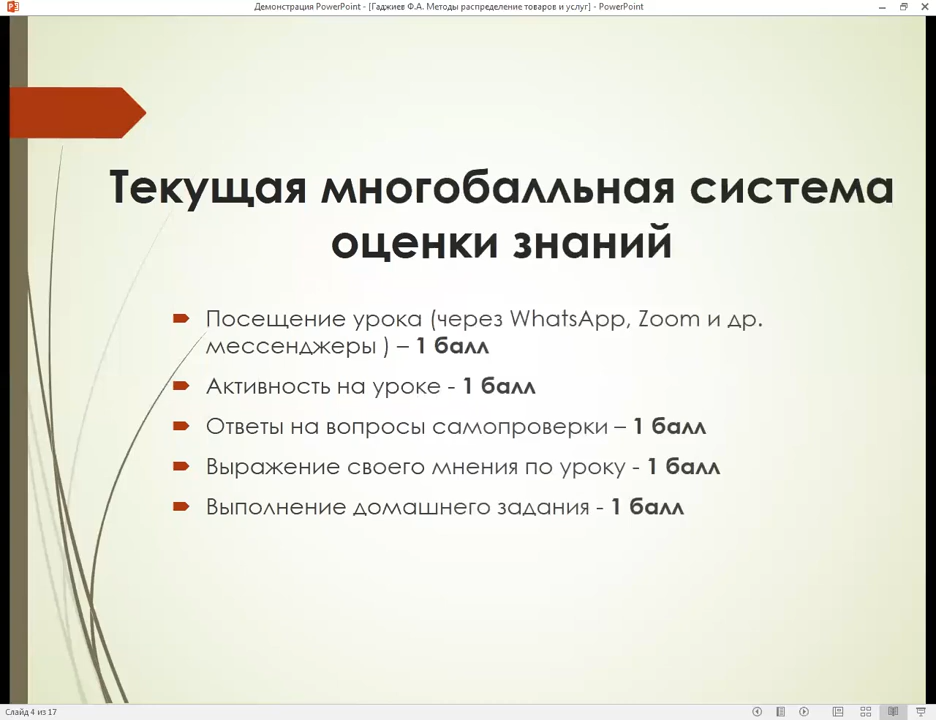 Демонстрация PowerPoint - [Гаджиев Ф.А. Методы распределение товаров и услуг] - PowerPoint
Текущая многобалльная система
оценки знаний
Посещение урока (через WhatsApp, Zoom и др.
мессенджеры ) – 1 балл
Активность на уроке - 1 балл
Ответы на вопросы самопроверки – 1 балл
Выражение своего мнения по уроку - 1 балл
Выполнение домашнего задания - 1 балл
Слайд 4 из 17